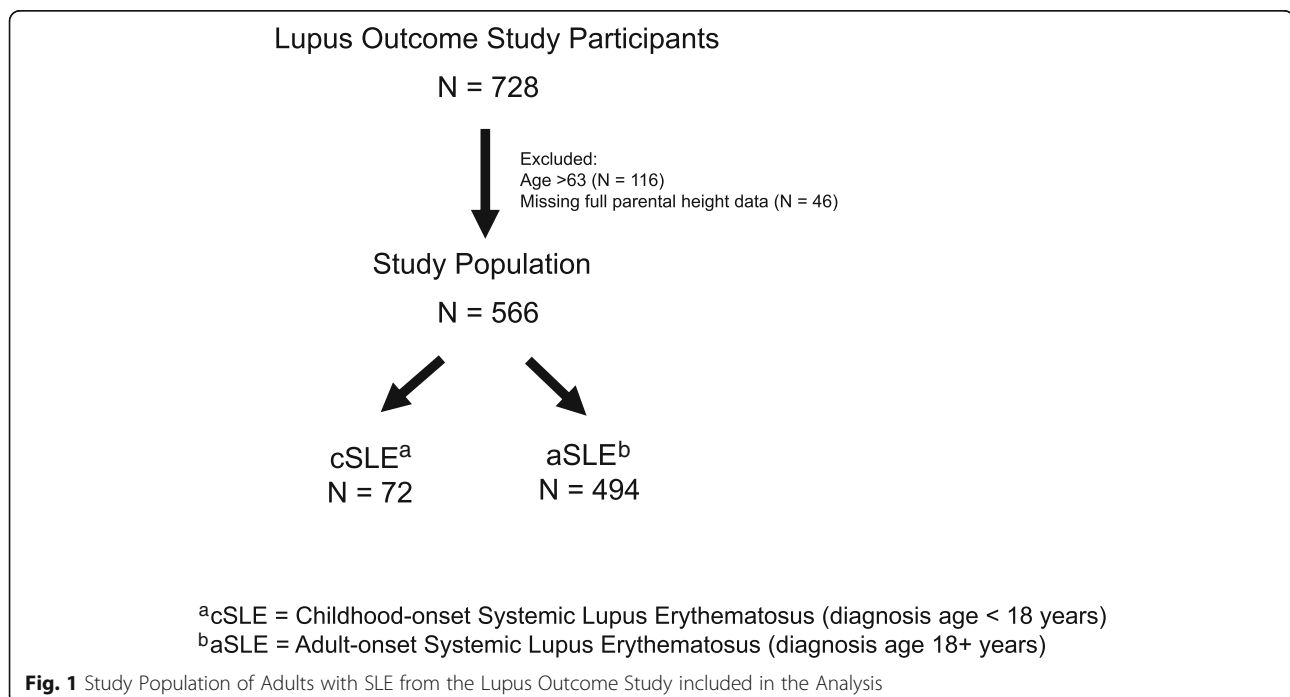 Lupus Outcome Study Participants
N = 728
Excluded:
Age >63 (N = 116)
Missing full parental height data (N = 46)
Study Population
N = 566
cSLEᵃ
N = 72
aSLEᵇ
N = 494
ᵃcSLE = Childhood-onset Systemic Lupus Erythematosus (diagnosis age < 18 years)
ᵇaSLE = Adult-onset Systemic Lupus Erythematosus (diagnosis age 18+ years)
Fig. 1 Study Population of Adults with SLE from the Lupus Outcome Study included in the Analysis